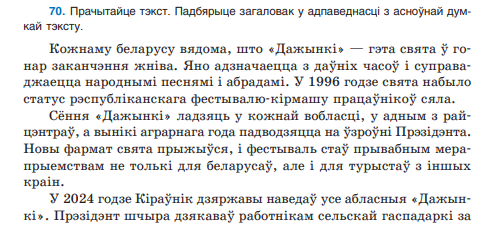 70. Прачытайце тэкст. Падбярыце загаловак у адпаведнасці з асноўнай дум-
кай тэксту.
Кожнаму беларусу вядома, што «Дажынкі» — гэта свята ў го-
нар заканчэння жніва. Яно адзначаецца з даўніх часоў і суправа-
джаецца народнымі песнямі і абрадамі. У 1996 годзе свята набыло
статус рэспубліканскага фестывалю-кірмашу працаўнікоў сяла.
Сёння «Дажынкі» ладзяць у кожнай вобласці, у адным з рай-
цэнтраў, а вынікі аграрнага года падводзяцца на ўзроўні Прэзідэнта.
Новы фармат свята прыжыўся, і фестываль стаў прывабным мера-
прыемствам не толькі для беларусаў, але і для турыстаў з іншых
краін.
У 2024 годзе Кіраўнік дзяржавы наведаў усе абласныя «Дажын-
кі». Прэзідэнт шчыра дзякаваў работнікам сельскай гаспадаркі за